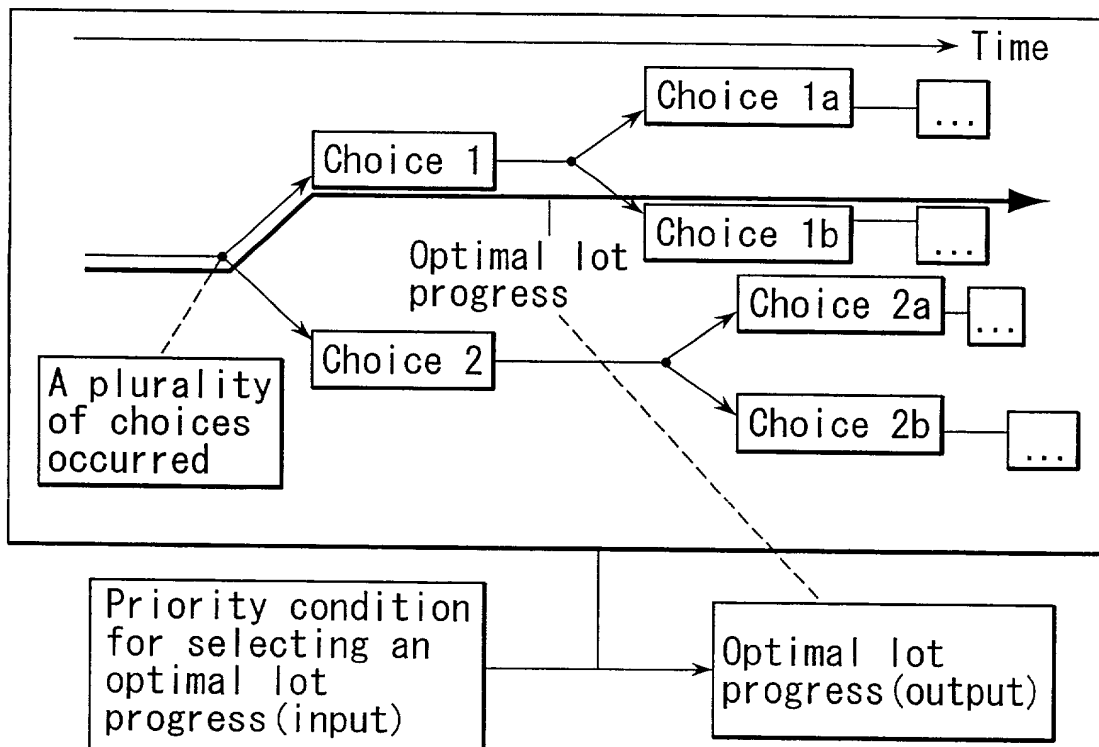 Time
Choice 1a
...
Choice 1
Choice 1b
...
Optimal lot
progress
Choice 2a
...
Choice 2
A plurality
of choices
occurred
Choice 2b
...
Priority condition
for selecting an
optimal lot
progress(input)
Optimal lot
progress(output)